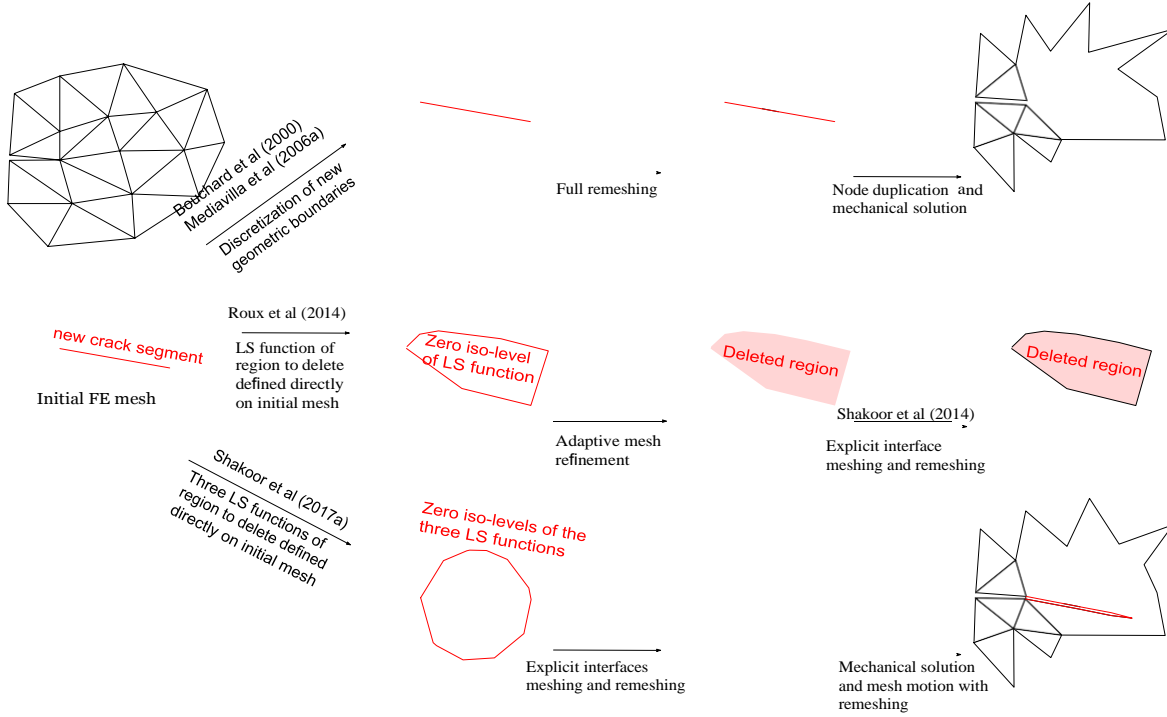 Bouchard et al (2000)
Mediavilla et al (2006a)
Discretization of new
geometric boundaries
Full remeshing
Node duplication and
mechanical solution
new crack segment
Initial FE mesh
Roux et al (2014)
LS function of
region to delete
defined directly
on initial mesh
Zero iso-level
of LS function
Adaptive mesh
refinement
Deleted region
Shakoor et al (2014)
Explicit interface
meshing and remeshing
Deleted region
Shakoor et al (2017a)
Three LS functions of
region to delete defined
directly on initial mesh
Zero iso-levels of the
three LS functions
Explicit interfaces
meshing and remeshing
Mechanical solution
and mesh motion with
remeshing